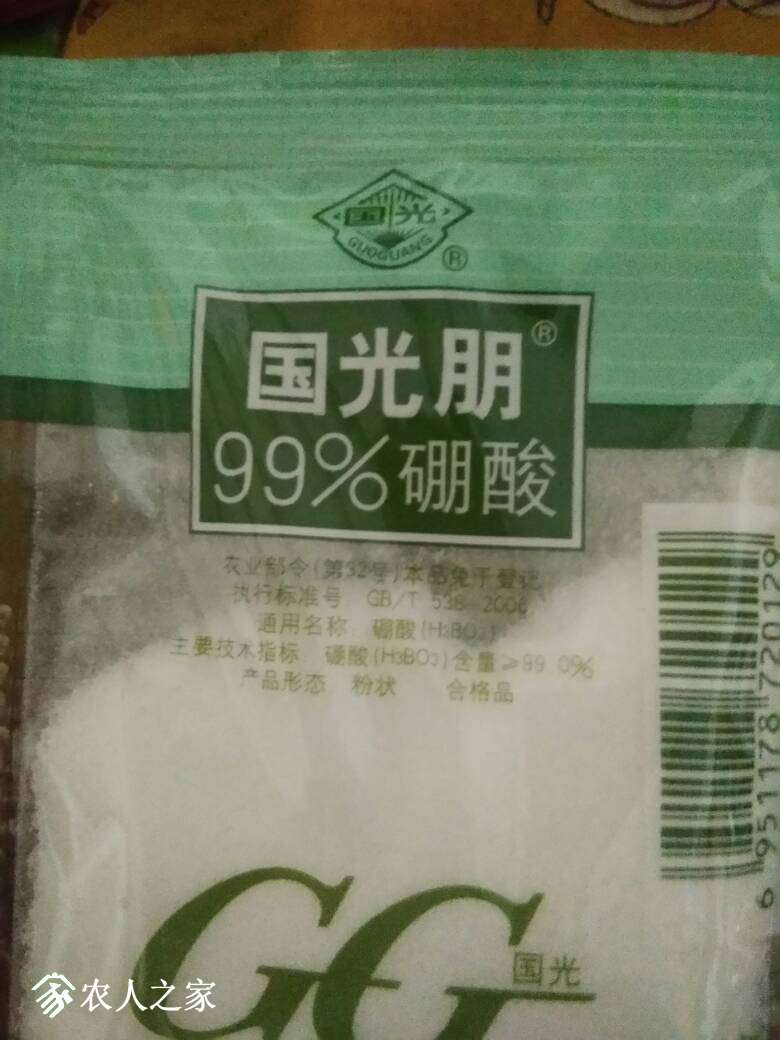 国光
GUOGUANG
®
国光朋®
99%硼酸
农业部令(第32号)本品免于登记
执行标准号 GB/T 538-2006
通用名称: 硼酸(H3BO3)
主要技术指标: 硼酸(H3BO3)含量≥99.0%
产品形态 粉状 合格品
6951178720129
GG
国光
农人之家